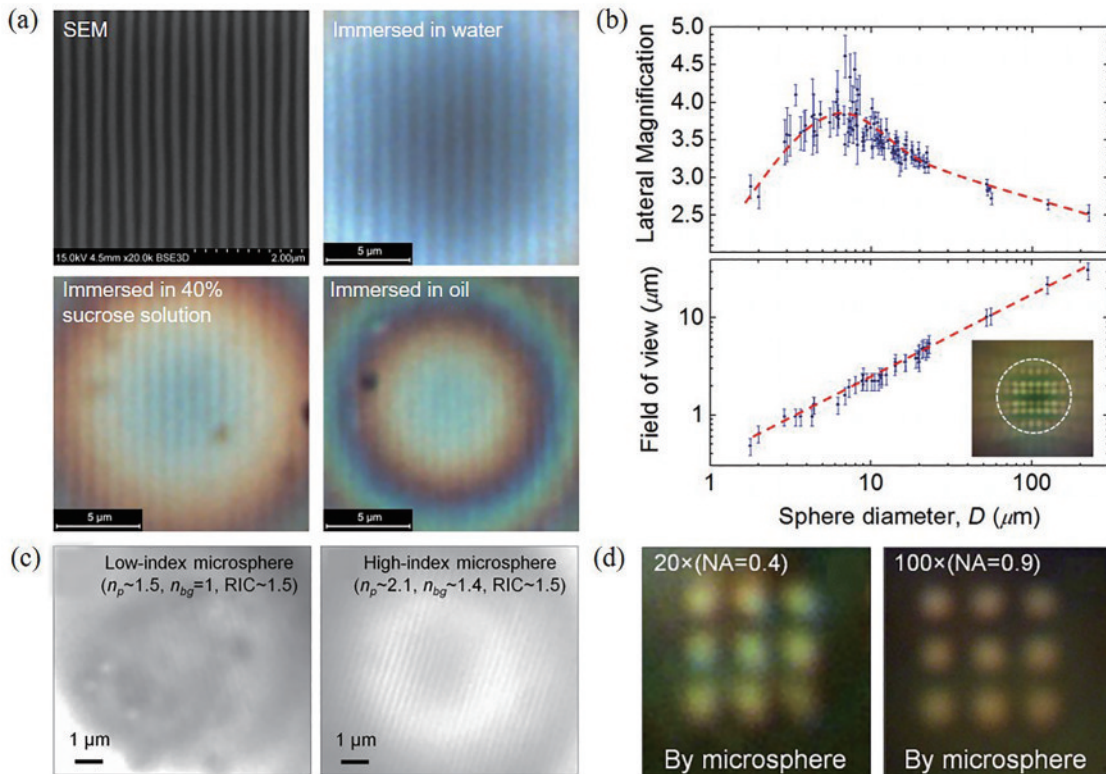 (a)
SEM
15.0kV 4.5mm x20.0k BSE3D
2.00μm
Immersed in water
5 μm
Immersed in 40%
sucrose solution
5 μm
Immersed in oil
5 μm
(b)
Lateral Magnification
5.0
4.5
4.0
3.5
3.0
2.5
Field of view (μm)
10
1
1
10
100
Sphere diameter, D (μm)
(c)
Low-index microsphere
(np~1.5, nbg=1, RIC~1.5)
1 μm
High-index microsphere
(np~2.1, nbg~1.4, RIC~1.5)
1 μm
(d)
20×(NA=0.4)
By microsphere
100×(NA=0.9)
By microsphere